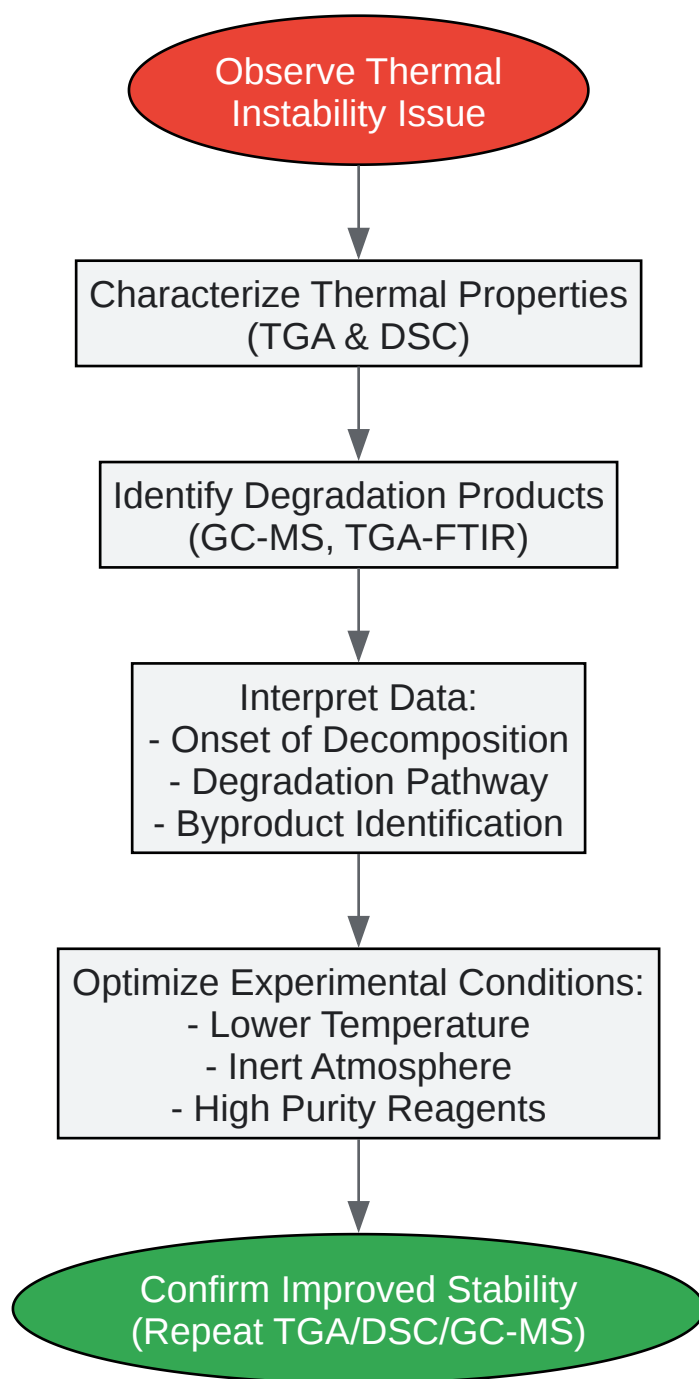 Observe Thermal
Instability Issue
Characterize Thermal Properties
(TGA & DSC)
Identify Degradation Products
(GC-MS, TGA-FTIR)
Interpret Data:
- Onset of Decomposition
- Degradation Pathway
- Byproduct Identification
Optimize Experimental Conditions:
- Lower Temperature
- Inert Atmosphere
- High Purity Reagents
Confirm Improved Stability
(Repeat TGA/DSC/GC-MS)